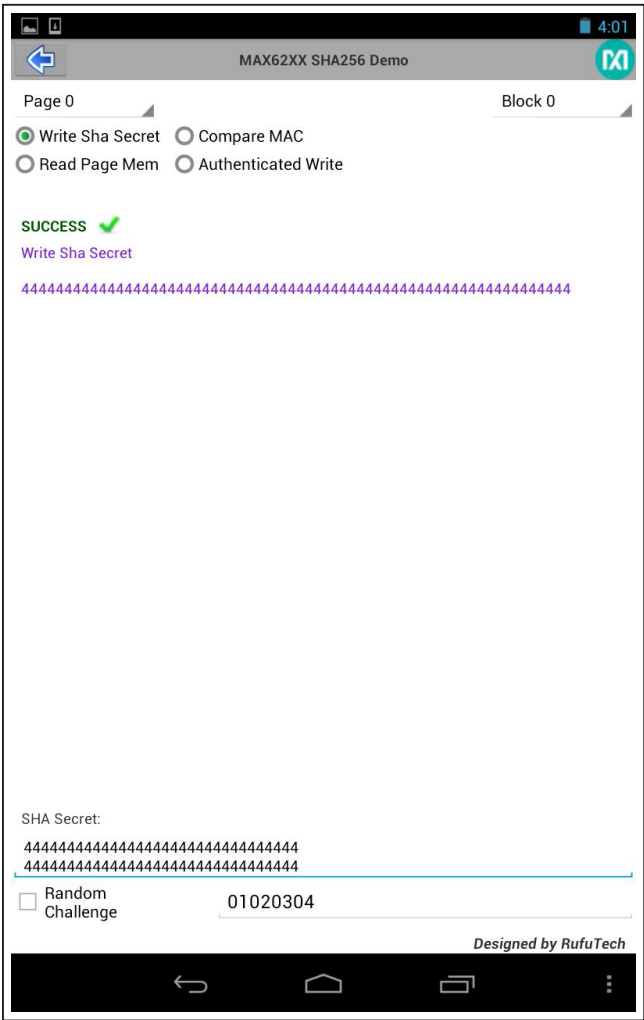 4:01
MAX62XX SHA256 Demo
Page 0 Block 0
Write Sha Secret Compare MAC
Read Page Mem Authenticated Write
SUCCESS
Write Sha Secret
4444444444444444444444444444444444444444444444444444444444444444
SHA Secret:
44444444444444444444444444444444
44444444444444444444444444444444
Random
Challenge
01020304
Designed by RufuTech